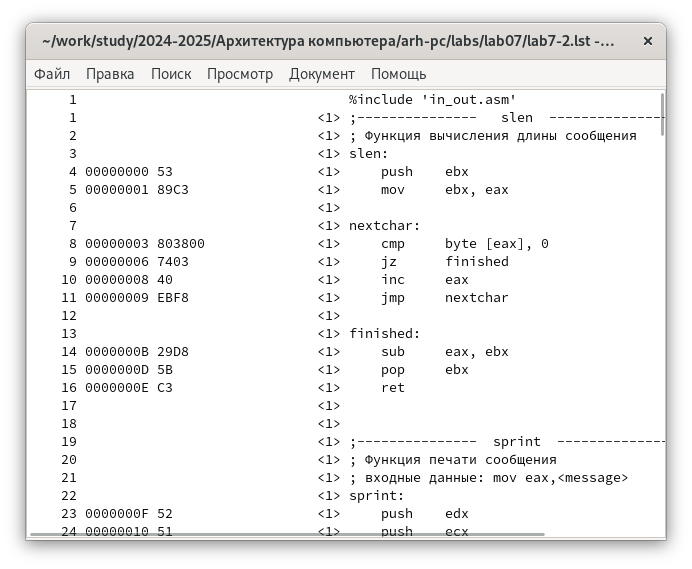 ~/work/study/2024-2025/Архитектура компьютера/arh-pc/labs/lab07/lab7-2.lst -...
Файл Правка Поиск Просмотр Документ Помощь
1 %include 'in_out.asm'
1 <1> ;--------------- slen ---------------
2 <1> ; Функция вычисления длины сообщения
3 <1> slen:
4 00000000 53 <1> push ebx
5 00000001 89C3 <1> mov ebx, eax
6 <1>
7 <1> nextchar:
8 00000003 803800 <1> cmp byte [eax], 0
9 00000006 7403 <1> jz finished
10 00000008 40 <1> inc eax
11 00000009 EBF8 <1> jmp nextchar
12 <1>
13 <1> finished:
14 0000000B 29D8 <1> sub eax, ebx
15 0000000D 5B <1> pop ebx
16 0000000E C3 <1> ret
17 <1>
18 <1>
19 <1> ;--------------- sprint --------------
20 <1> ; Функция печати сообщения
21 <1> ; входные данные: mov eax,<message>
22 <1> sprint:
23 0000000F 52 <1> push edx
24 00000010 51 <1> push ecx